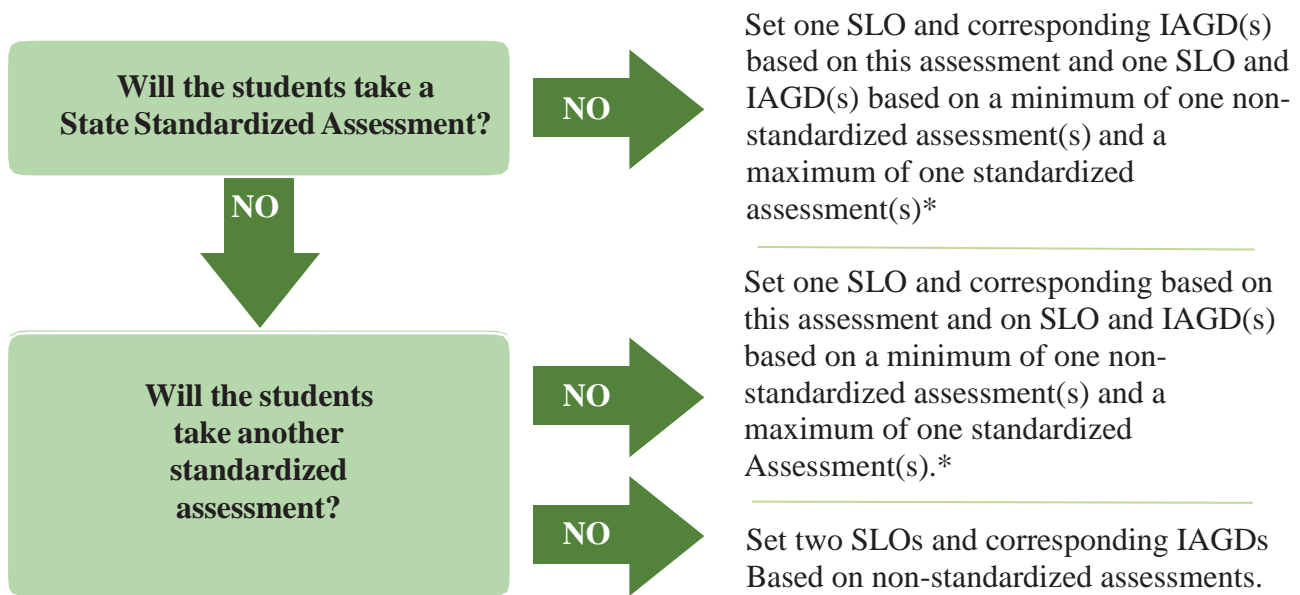 Will the students take a
State Standardized Assessment?
NO
Set one SLO and corresponding IAGD(s)
based on this assessment and one SLO and
IAGD(s) based on a minimum of one non-
standardized assessment(s) and a
maximum of one standardized
assessment(s)*
NO
Will the students
take another
standardized
assessment?
NO
Set one SLO and corresponding based on
this assessment and on SLO and IAGD(s)
based on a minimum of one non-
standardized assessment(s) and a
maximum of one standardized
Assessment(s).*
NO
Set two SLOs and corresponding IAGDs
Based on non-standardized assessments.